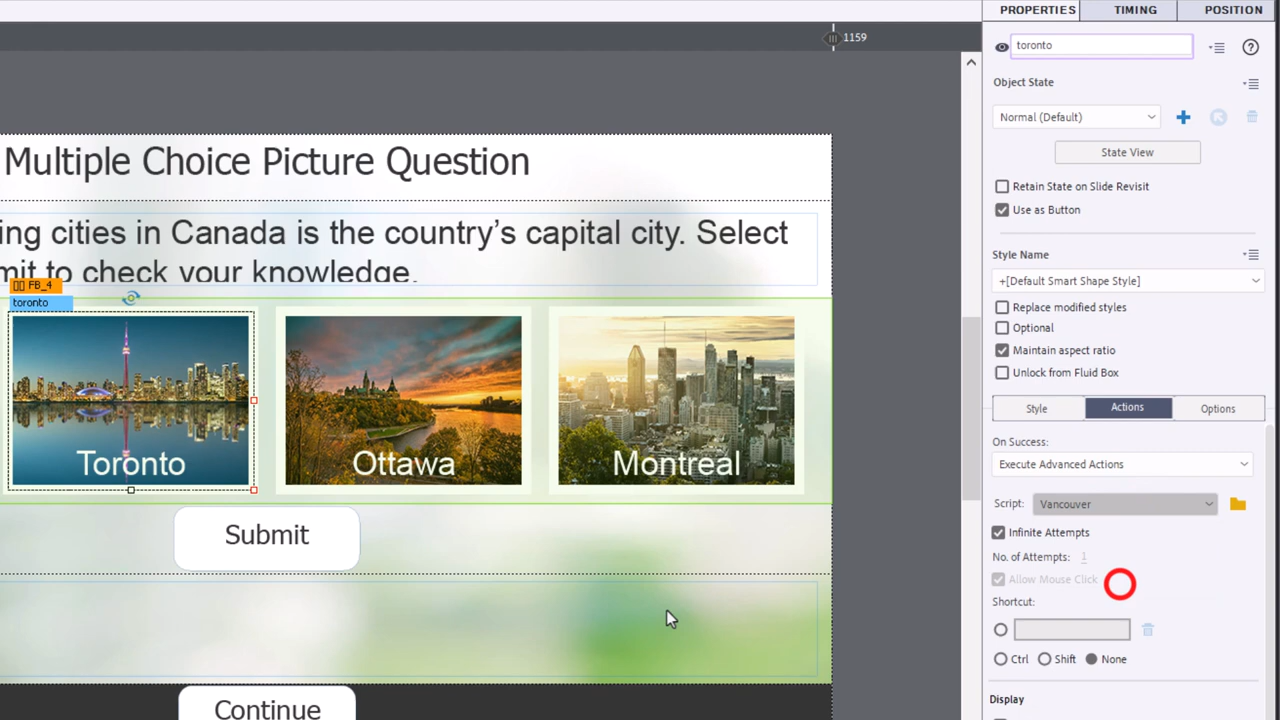 PROPERTIES TIMING POSITION
1159
toronto
Object State
Normal (Default)
State View
Retain State on Slide Revisit
Use as Button
Style Name
+[Default Smart Shape Style]
Replace modified styles
Optional
Maintain aspect ratio
Unlock from Fluid Box
Style Actions Options
On Success:
Execute Advanced Actions
Script: Vancouver
Infinite Attempts
No. of Attempts: 1
Allow Mouse Click
Shortcut:
Ctrl Shift None
Display
Multiple Choice Picture Question
ing cities in Canada is the country’s capital city. Select
mit to check your knowledge.
FB_4
toronto
Toronto Ottawa Montreal
Submit
Continue